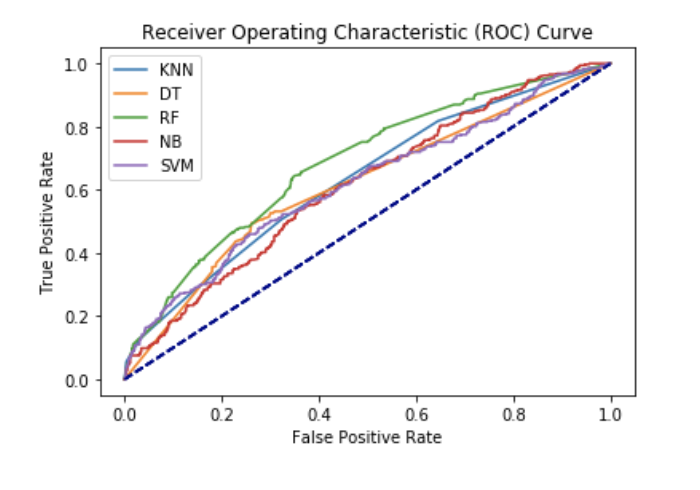 Receiver Operating Characteristic (ROC) Curve
1.0
0.8
0.6
0.4
0.2
0.0
True Positive Rate
KNN
DT
RF
NB
SVM
0.0 0.2 0.4 0.6 0.8 1.0
False Positive Rate